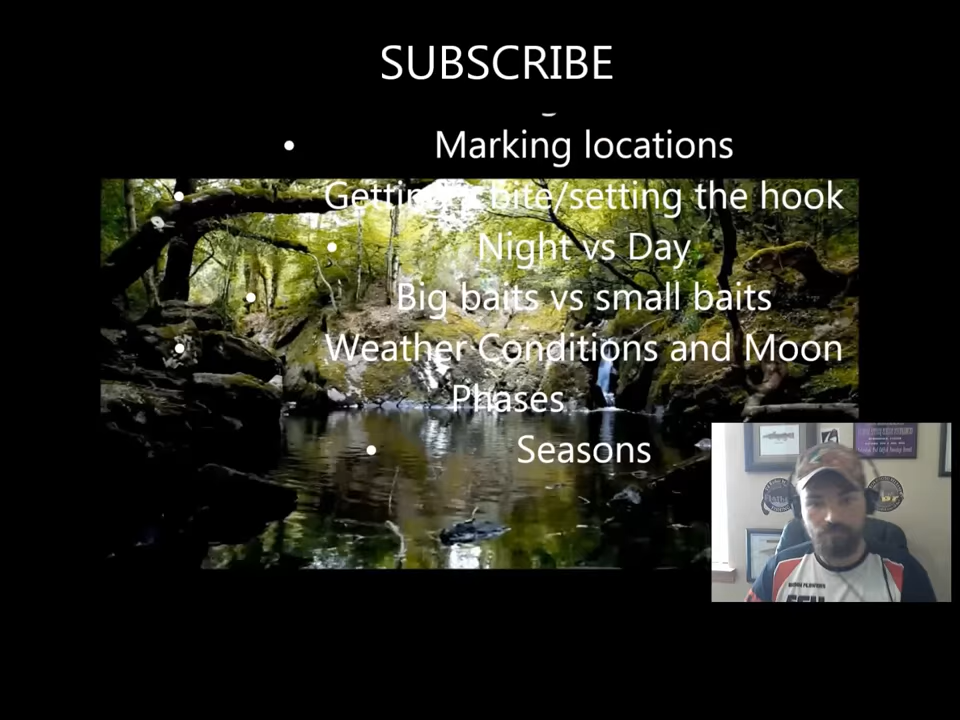 SUBSCRIBE
• Marking locations
• Getting a bite/setting the hook
• Night vs Day
• Big baits vs small baits
• Weather Conditions and Moon
Phases
• Seasons